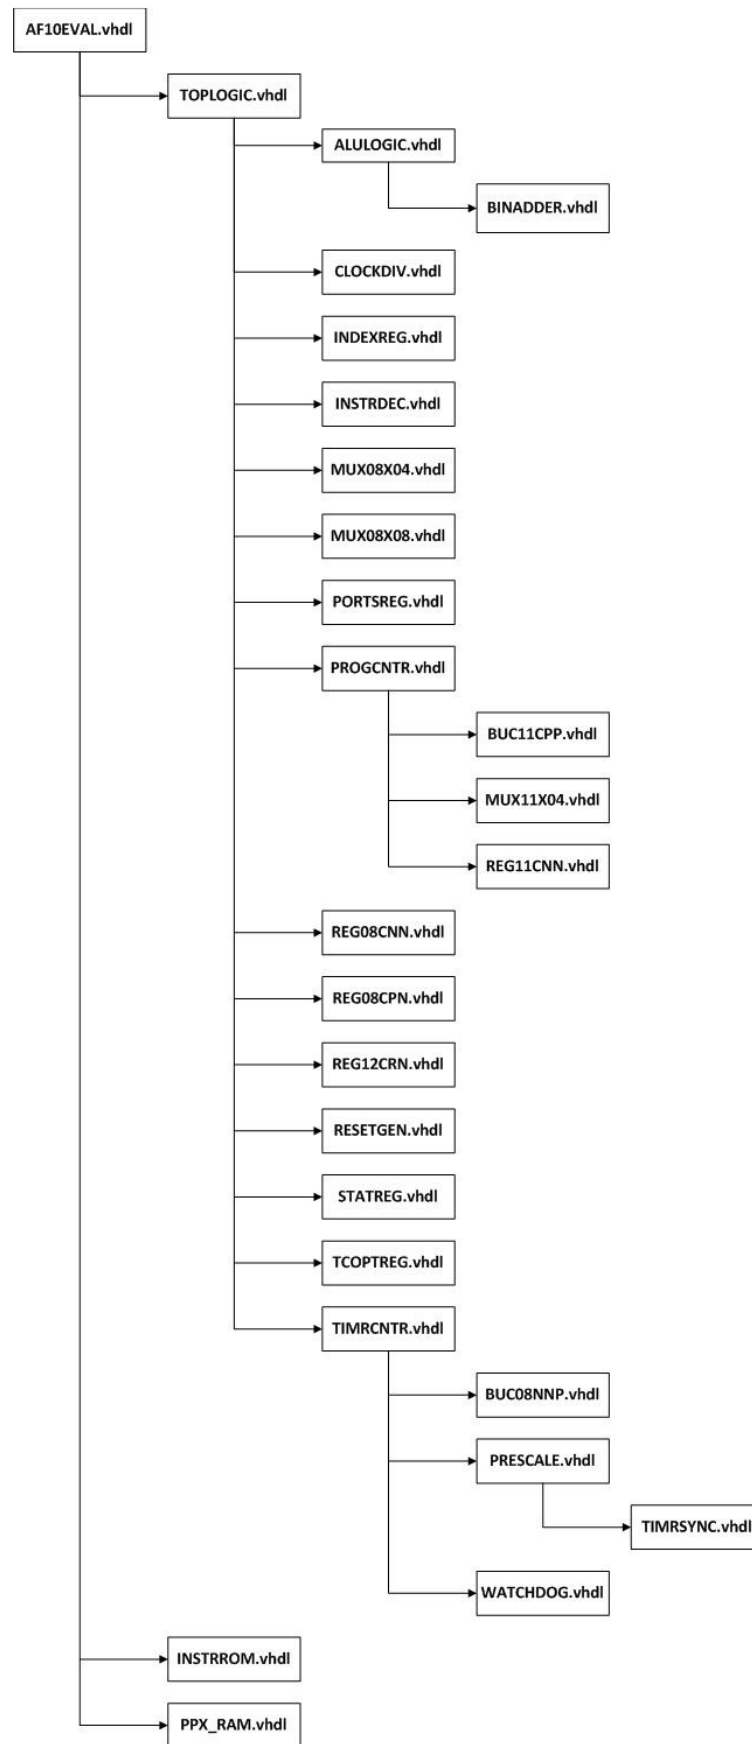 AF10EVAL.vhdl
TOPLOGIC.vhdl
ALULOGIC.vhdl
BINADDER.vhdl
CLOCKDIV.vhdl
INDEXREG.vhdl
INSTRDEC.vhdl
MUX08X04.vhdl
MUX08X08.vhdl
PORTSREG.vhdl
PROGCNTR.vhdl
BUC11CPP.vhdl
MUX11X04.vhdl
REG11CNN.vhdl
REG08CNN.vhdl
REG08CPN.vhdl
REG12CRN.vhdl
RESETGEN.vhdl
STATREG.vhdl
TCOPTREG.vhdl
TIMRCNTR.vhdl
BUC08NNP.vhdl
PRESCALE.vhdl
TIMRSYNC.vhdl
WATCHDOG.vhdl
INSTRROM.vhdl
PPX_RAM.vhdl